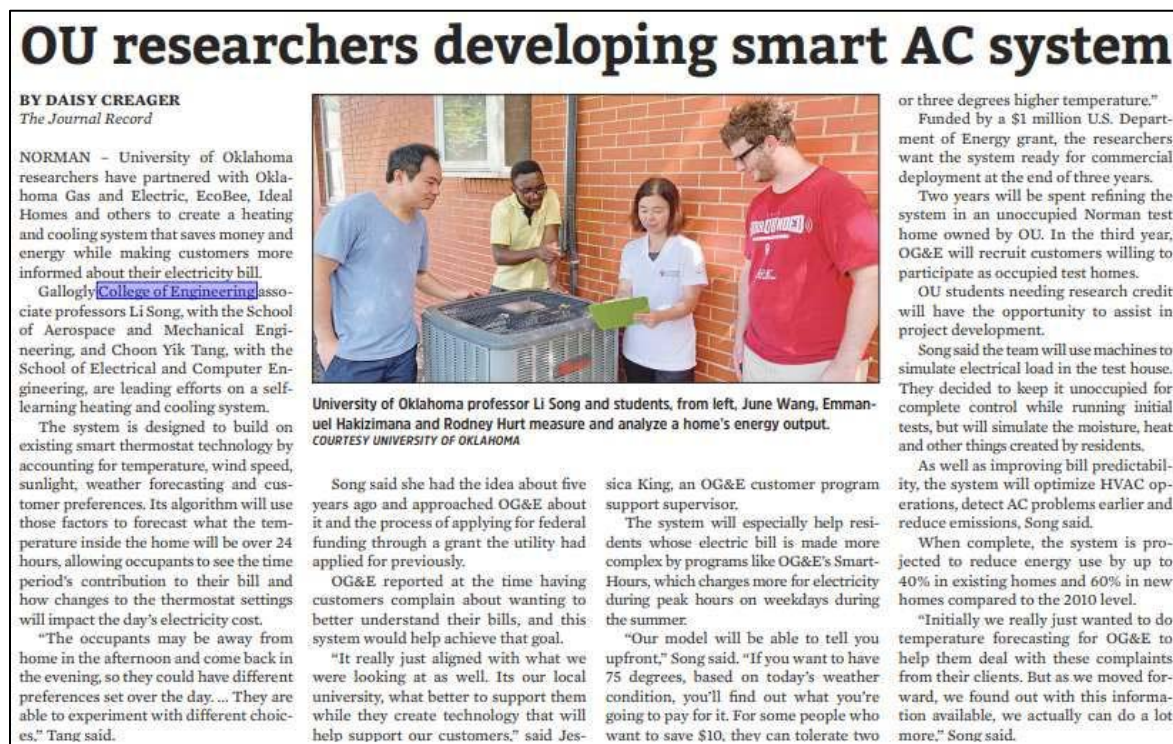 OU researchers developing smart AC system
BY DAISY CREAGER
The Journal Record
NORMAN – University of Oklahoma
researchers have partnered with Okla-
homa Gas and Electric, EcoBee, Ideal
Homes and others to create a heating
and cooling system that saves money and
energy while making customers more
informed about their electricity bill.
Gallogly College of Engineering asso-
ciate professors Li Song, with the School
of Aerospace and Mechanical Engi-
neering, and Choon Yik Tang, with the
School of Electrical and Computer En-
gineering, are leading efforts on a self-
learning heating and cooling system.
The system is designed to build on
existing smart thermostat technology by
accounting for temperature, wind speed,
sunlight, weather forecasting and cus-
tomer preferences. Its algorithm will use
those factors to forecast what the tem-
perature inside the home will be over 24
hours, allowing occupants to see the time
period's contribution to their bill and
how changes to the thermostat settings
will impact the day's electricity cost.
“The occupants may be away from
home in the afternoon and come back in
the evening, so they could have different
preferences set over the day. ... They are
able to experiment with different choic-
es,” Tang said.
University of Oklahoma professor Li Song and students, from left, June Wang, Emman-
uel Hakizimana and Rodney Hurt measure and analyze a home's energy output.
COURTESY UNIVERSITY OF OKLAHOMA
Song said she had the idea about five
years ago and approached OG&E about
it and the process of applying for federal
funding through a grant the utility had
applied for previously.
OG&E reported at the time having
customers complain about wanting to
better understand their bills, and this
system would help achieve that goal.
“It really just aligned with what we
were looking at as well. Its our local
university, what better to support them
while they create technology that will
help support our customers,” said Jes-
sica King, an OG&E customer program
support supervisor.
The system will especially help resi-
dents whose electric bill is made more
complex by programs like OG&E's Smart-
Hours, which charges more for electricity
during peak hours on weekdays during
the summer.
“Our model will be able to tell you
upfront,” Song said. “If you want to have
75 degrees, based on today's weather
condition, you'll find out what you're
going to pay for it. For some people who
want to save $10, they can tolerate two
or three degrees higher temperature.”
Funded by a $1 million U.S. Depart-
ment of Energy grant, the researchers
want the system ready for commercial
deployment at the end of three years.
Two years will be spent refining the
system in an unoccupied Norman test
home owned by OU. In the third year,
OG&E will recruit customers willing to
participate as occupied test homes.
OU students needing research credit
will have the opportunity to assist in
project development.
Song said the team will use machines to
simulate electrical load in the test house.
They decided to keep it unoccupied for
complete control while running initial
tests, but will simulate the moisture, heat
and other things created by residents.
As well as improving bill predictabil-
ity, the system will optimize HVAC op-
erations, detect AC problems earlier and
reduce emissions, Song said.
When complete, the system is pro-
jected to reduce energy use by up to
40% in existing homes and 60% in new
homes compared to the 2010 level.
“Initially we really just wanted to do
temperature forecasting for OG&E to
help them deal with these complaints
from their clients. But as we moved for-
ward, we found out with this informa-
tion available, we actually can do a lot
more,” Song said.